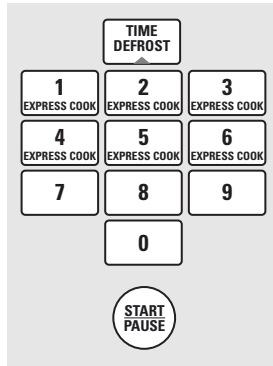 TIME
DEFROST
1 2 3
EXPRESS COOK EXPRESS COOK EXPRESS COOK
4 5 6
EXPRESS COOK EXPRESS COOK EXPRESS COOK
7 8 9
0
START
PAUSE